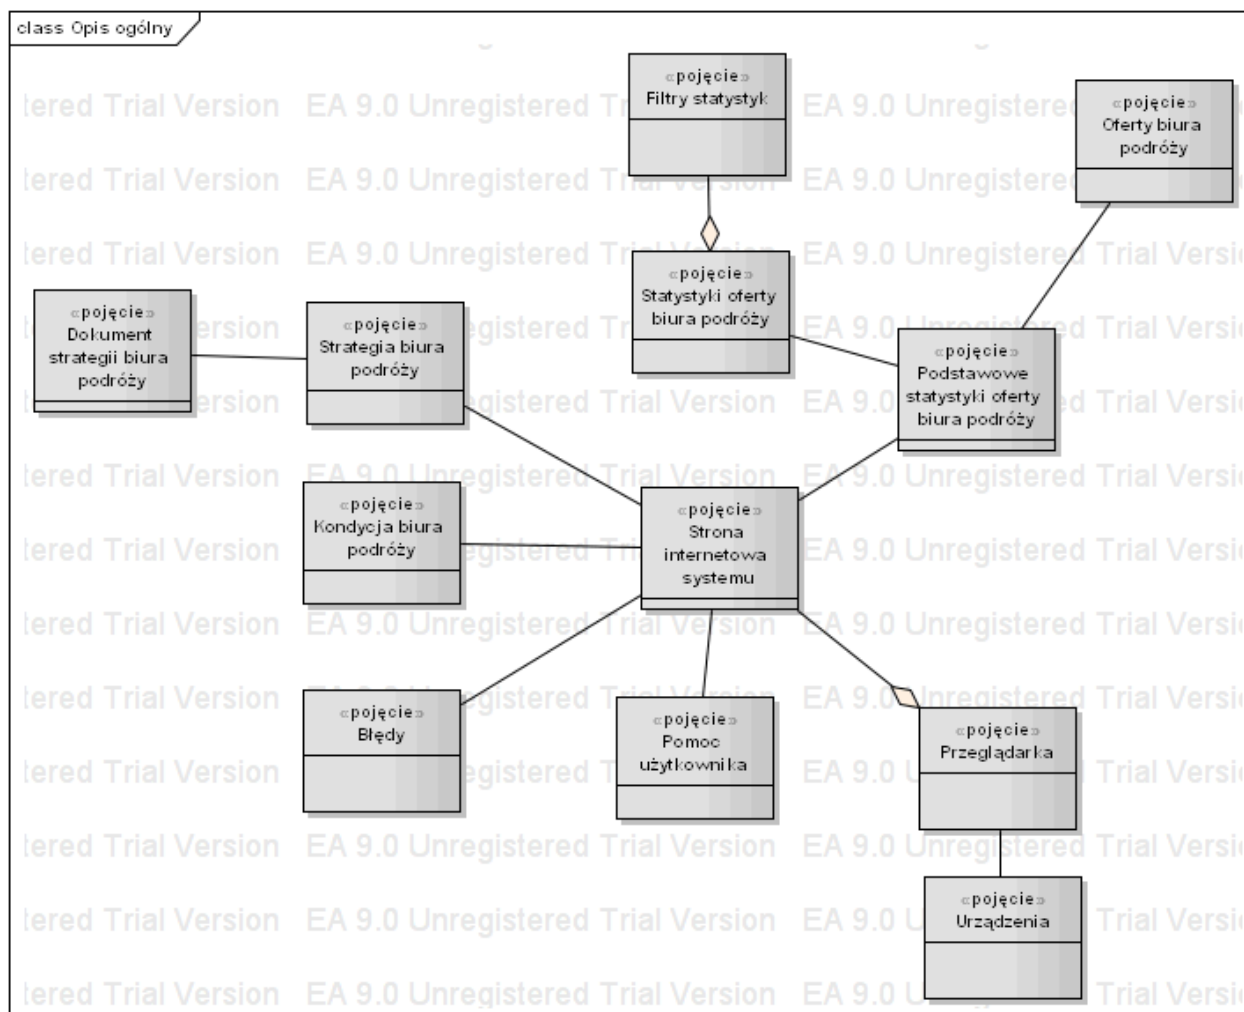 class Opis ogólny
«pojęcie»
Filtry statystyk
«pojęcie»
Oferty biura
podróży
«pojęcie»
Statystyki oferty
biura podróży
«pojęcie»
Dokument
strategii biura
podróży
«pojęcie»
Strategia biura
podróży
«pojęcie»
Podstawowe
statystyki oferty
biura podróży
«pojęcie»
Kondycja biura
podróży
«pojęcie»
Strona
internetowa
systemu
«pojęcie»
Błędy
«pojęcie»
Pomoc
użytkownika
«pojęcie»
Przeglądarka
«pojęcie»
Urządzenia
EA 9.0 Unregistered Trial Version